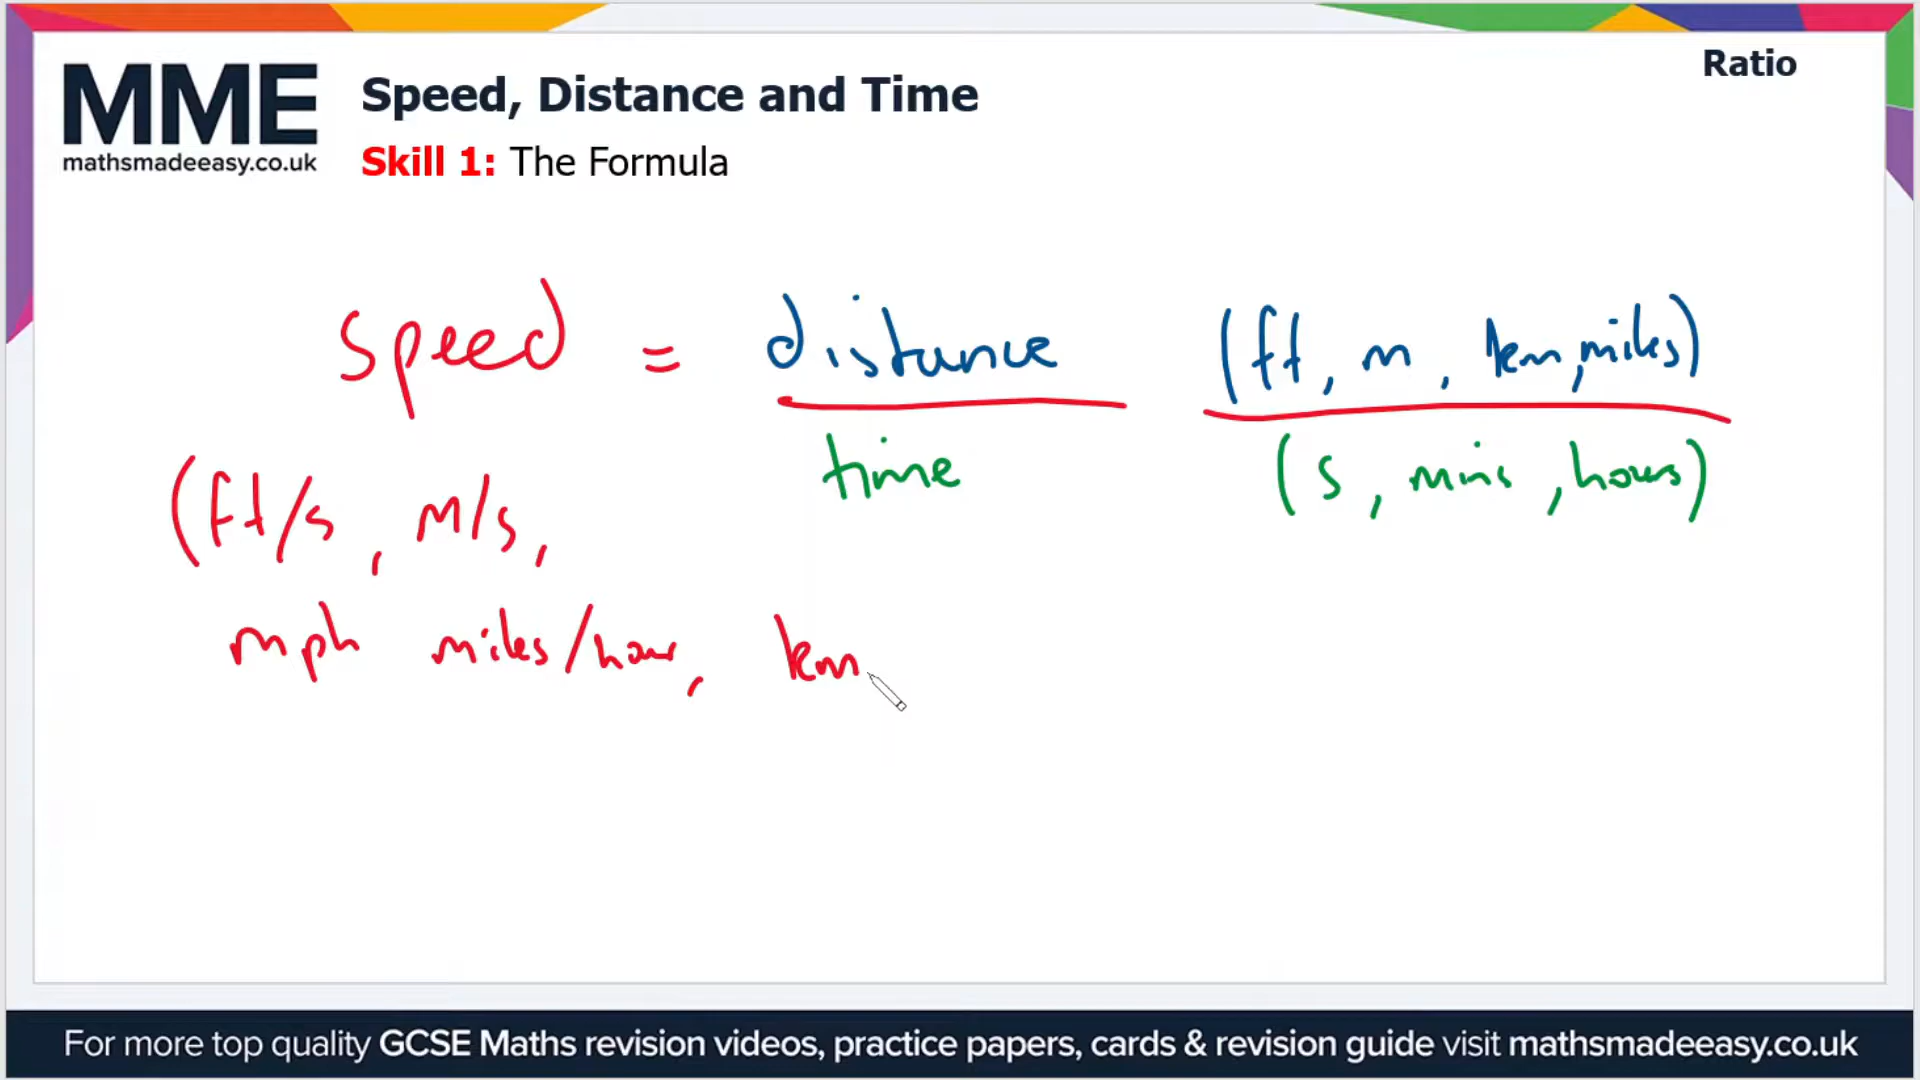 Ratio
MME
mathsmadeeasy.co.uk
Speed, Distance and Time
Skill 1: The Formula
speed = distance
time
(ft, m, km, miles)
(s, mins, hours)
(ft/s, m/s,
mph miles/hour, km
For more top quality GCSE Maths revision videos, practice papers, cards & revision guide visit mathsmadeeasy.co.uk